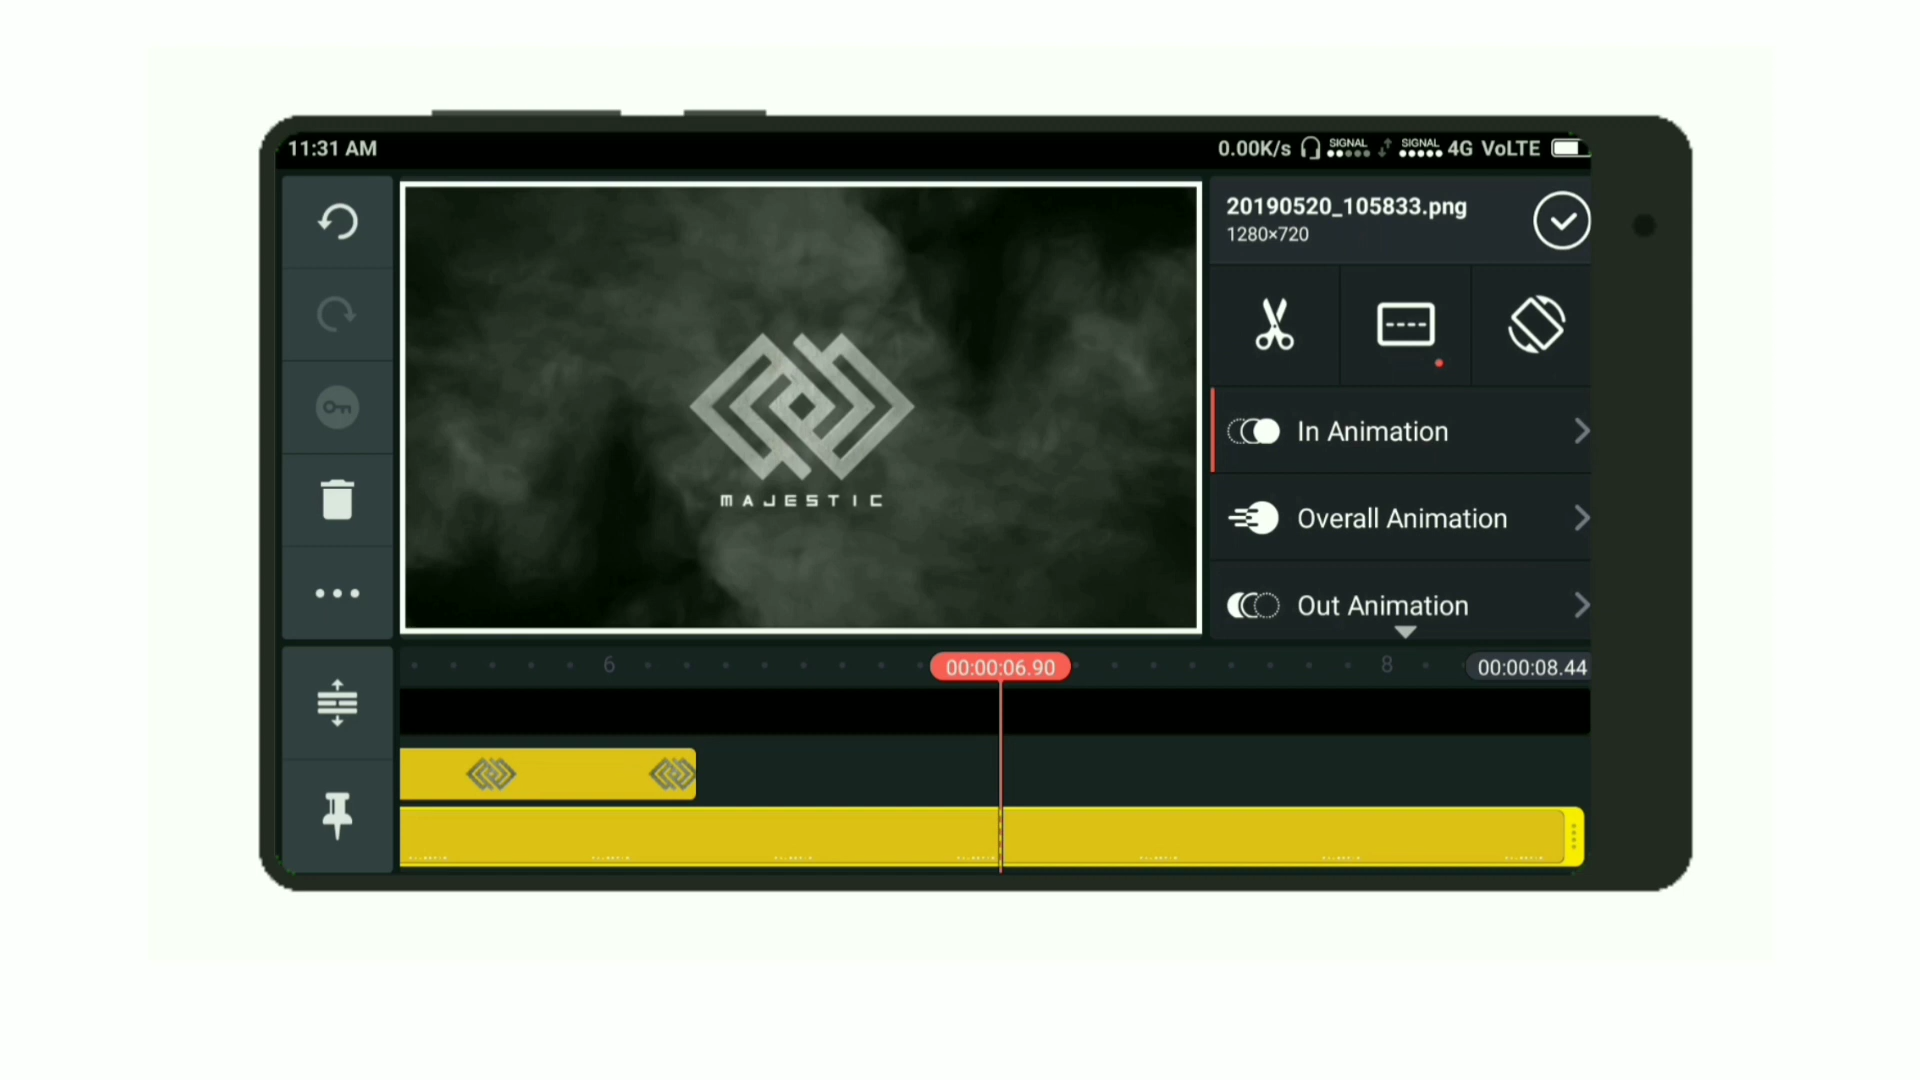 11:31 AM
0.00K/s SIGNAL SIGNAL 4G VoLTE
20190520_105833.png
1280×720
In Animation
Overall Animation
Out Animation
MAJESTIC
6
00:00:06.90
8
00:00:08.44